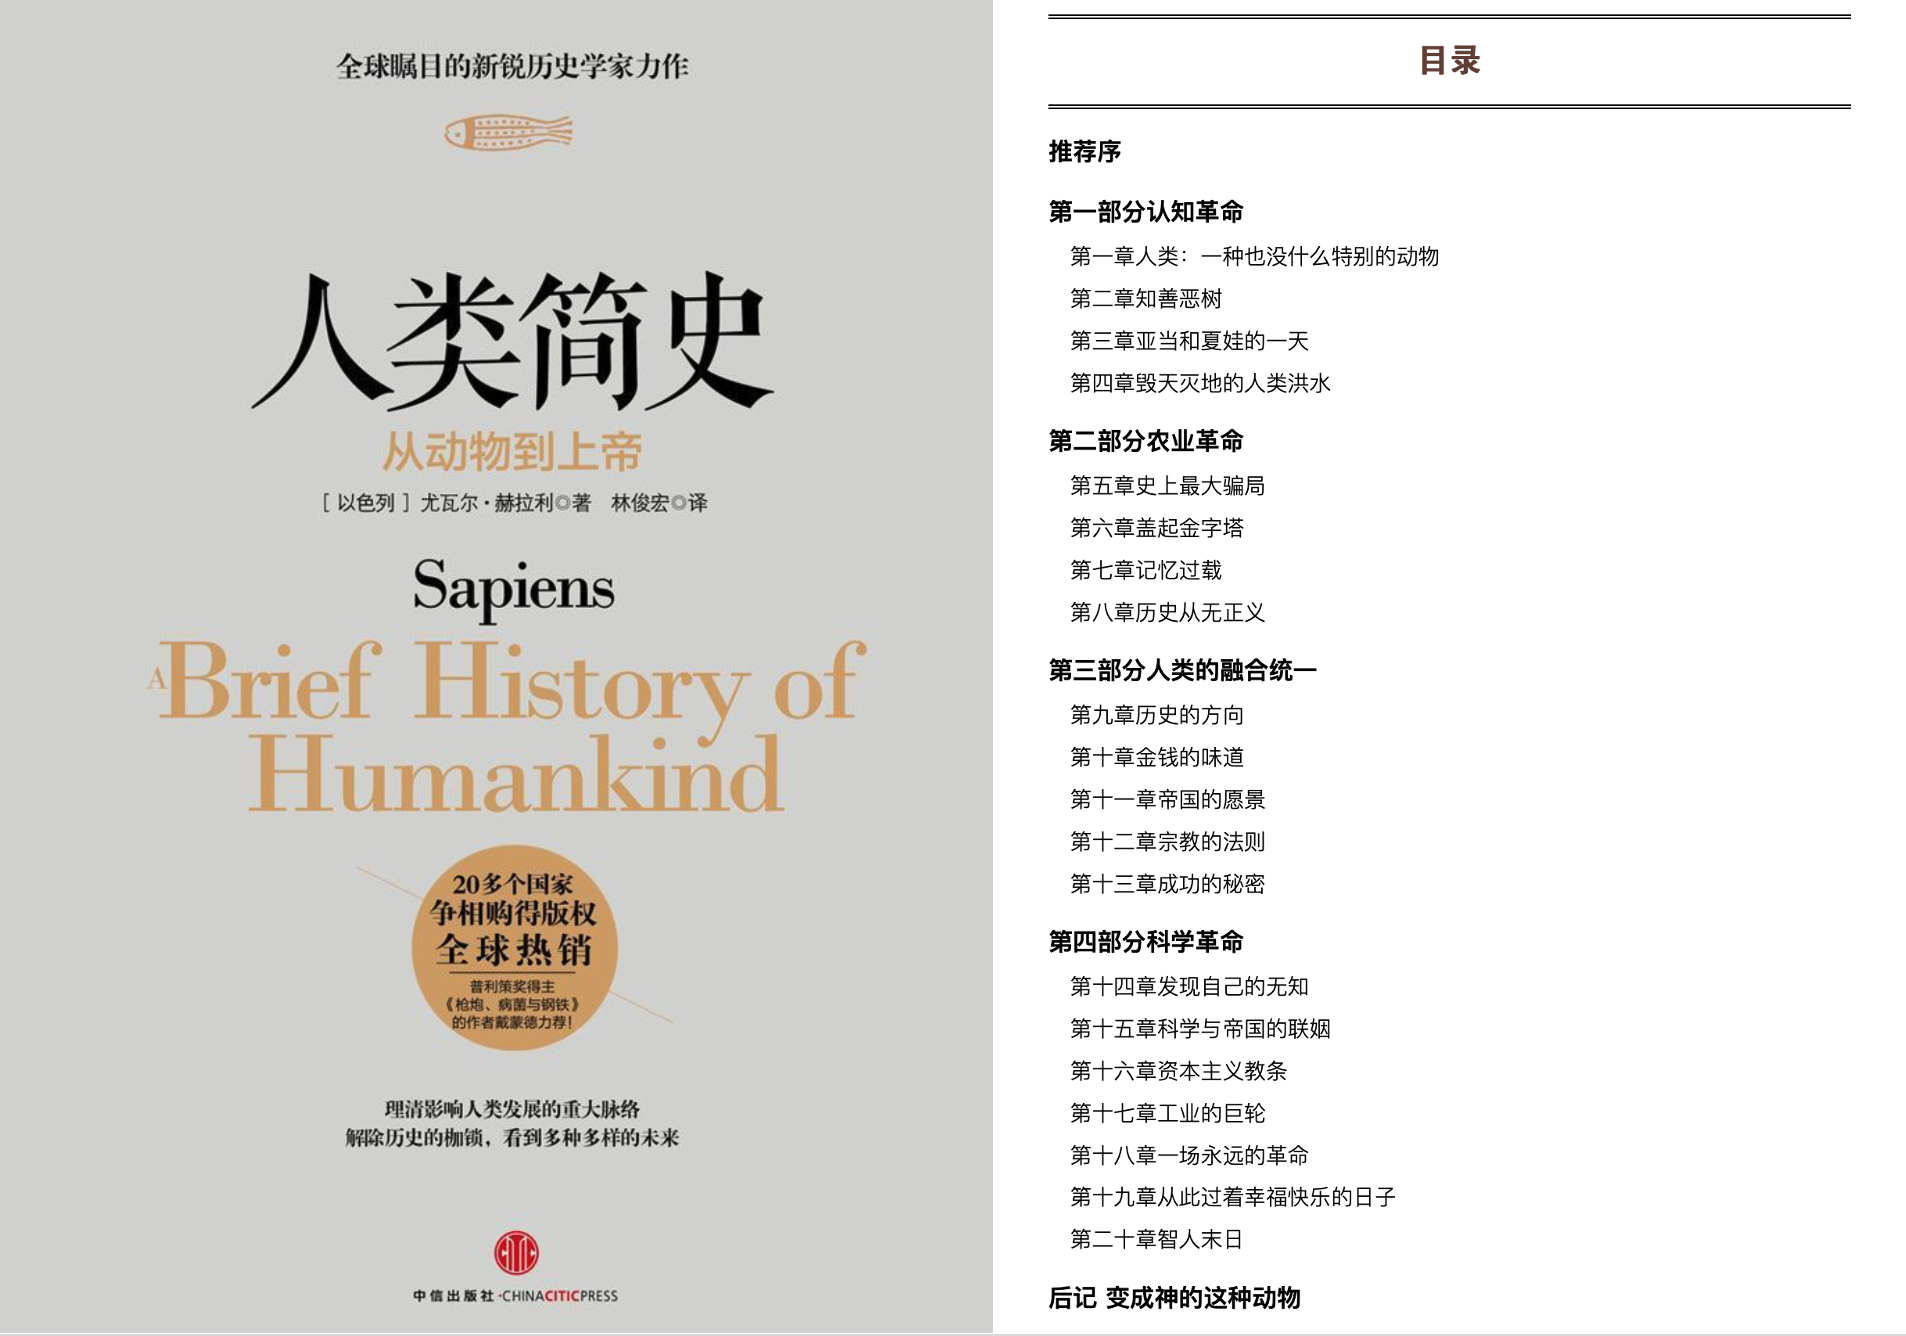 全球瞩目的新锐历史学家力作
人类简史
从动物到上帝
［以色列］尤瓦尔·赫拉利◎著 林俊宏◎译
Sapiens
A Brief History of
Humankind
20多个国家
争相购得版权
全球热销
普利策奖得主
《枪炮、病菌与钢铁》
的作者戴蒙德力荐！
理清影响人类发展的重大脉络
解除历史的枷锁，看到多种多样的未来
中信出版社·CHINACITICPRESS
目录
推荐序
第一部分认知革命
第一章人类：一种也没什么特别的动物
第二章知善恶树
第三章亚当和夏娃的一天
第四章毁天灭地的人类洪水
第二部分农业革命
第五章史上最大骗局
第六章盖起金字塔
第七章记忆过载
第八章历史从无正义
第三部分人类的融合统一
第九章历史的方向
第十章金钱的味道
第十一章帝国的愿景
第十二章宗教的法则
第十三章成功的秘密
第四部分科学革命
第十四章发现自己的无知
第十五章科学与帝国的联姻
第十六章资本主义教条
第十七章工业的巨轮
第十八章一场永远的革命
第十九章从此过着幸福快乐的日子
第二十章智人末日
后记 变成神的这种动物